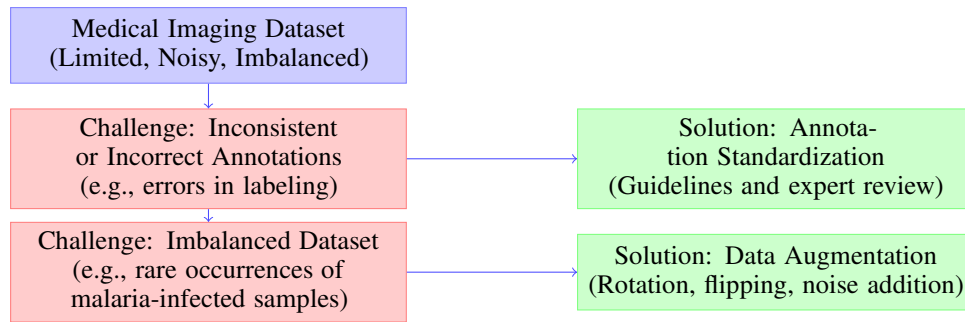 Medical Imaging Dataset
(Limited, Noisy, Imbalanced)
Challenge: Inconsistent
or Incorrect Annotations
(e.g., errors in labeling)
Solution: Annota-
tion Standardization
(Guidelines and expert review)
Challenge: Imbalanced Dataset
(e.g., rare occurrences of
malaria-infected samples)
Solution: Data Augmentation
(Rotation, flipping, noise addition)